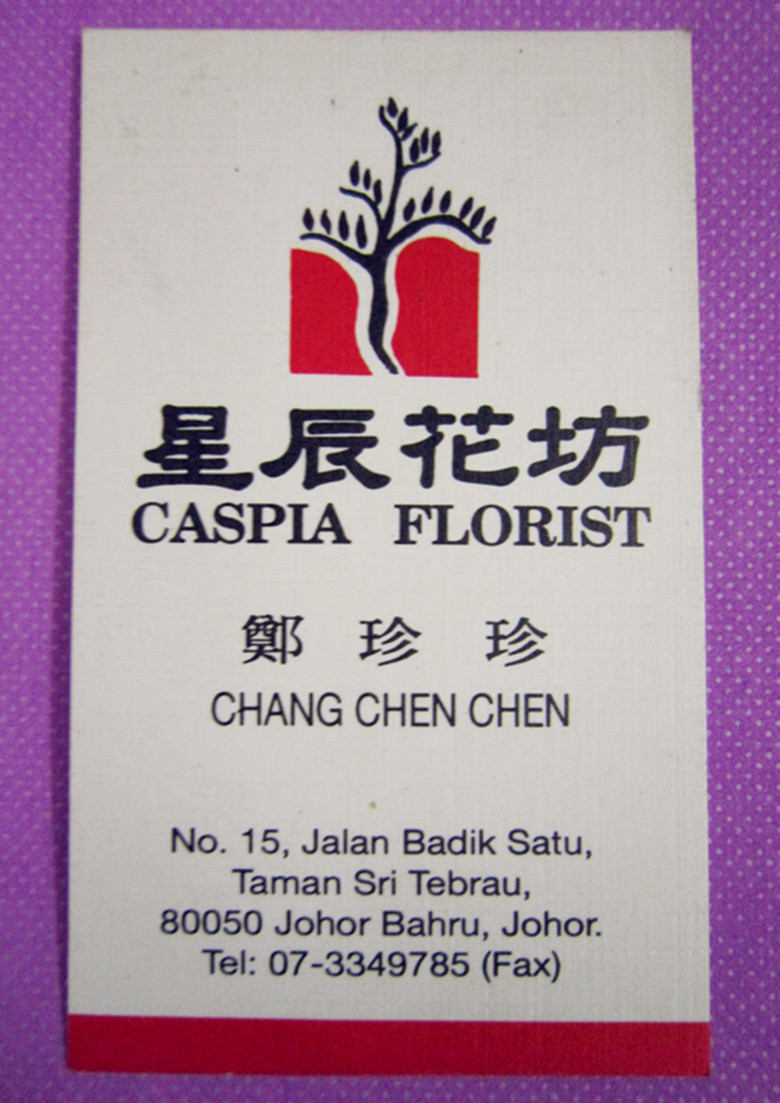 星辰花坊
CASPIA FLORIST
鄭 珍 珍
CHANG CHEN CHEN
No. 15, Jalan Badik Satu,
Taman Sri Tebrau,
80050 Johor Bahru, Johor.
Tel: 07-3349785 (Fax)